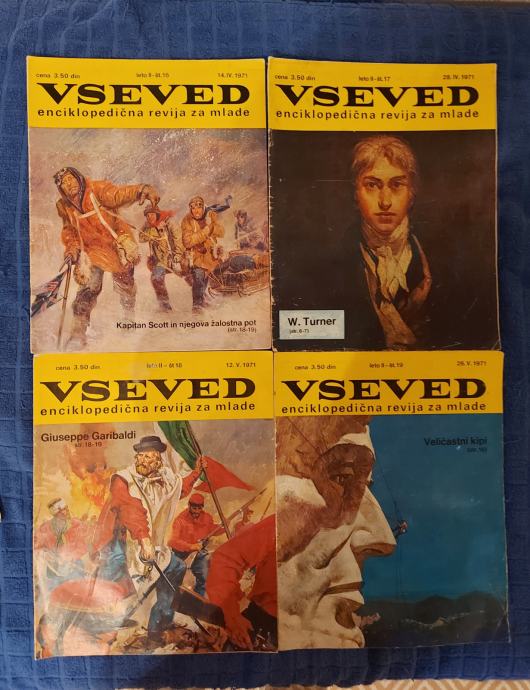 cena 3.50 din leto II - št.15 14.IV.1971
VSEVED
enciklopedična revija za mlade
Kapitan Scott in njegova žalostna pot
(str. 18-19)
cena 3.50 din leto II - št.17 28.IV.1971
VSEVED
enciklopedična revija za mlade
W. Turner
(str. 6-7)
cena 3.50 din leto II - št.18 12.V.1971
VSEVED
enciklopedična revija za mlade
Giuseppe Garibaldi
str. 18-19
cena 3.50 din leto II - št.19 26.V.1971
VSEVED
enciklopedična revija za mlade
Veličastni kipi